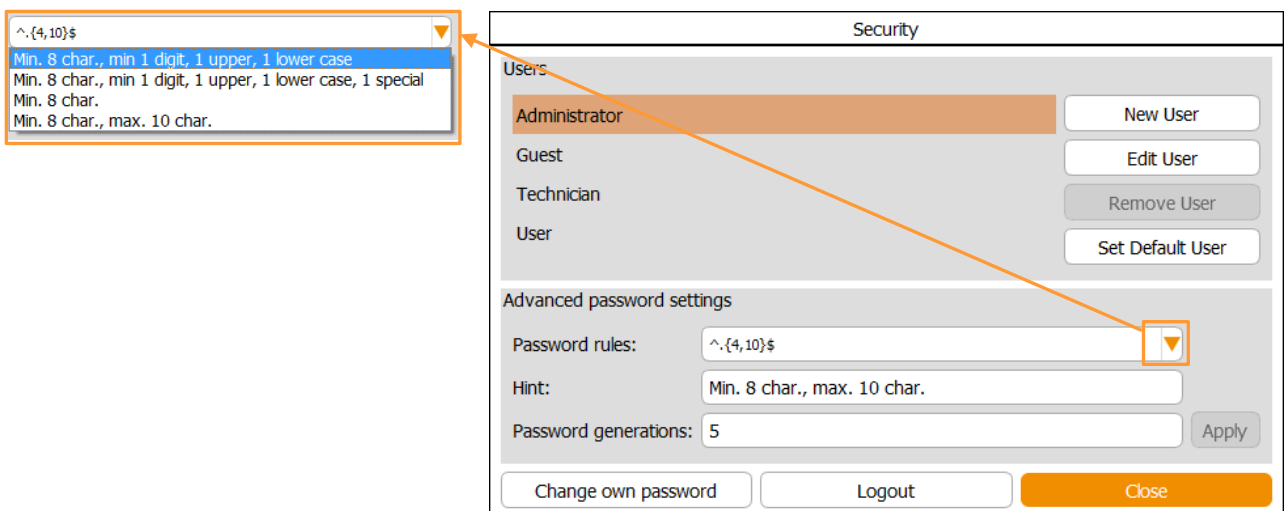 ^.{4,10}$
Min. 8 char., min 1 digit, 1 upper, 1 lower case
Min. 8 char., min 1 digit, 1 upper, 1 lower case, 1 special
Min. 8 char.
Min. 8 char., max. 10 char.
Security
Users
Administrator
New User
Guest
Edit User
Technician
Remove User
User
Set Default User
Advanced password settings
Password rules: ^.{4,10}$
Hint: Min. 8 char., max. 10 char.
Password generations: 5 Apply
Change own password Logout Close